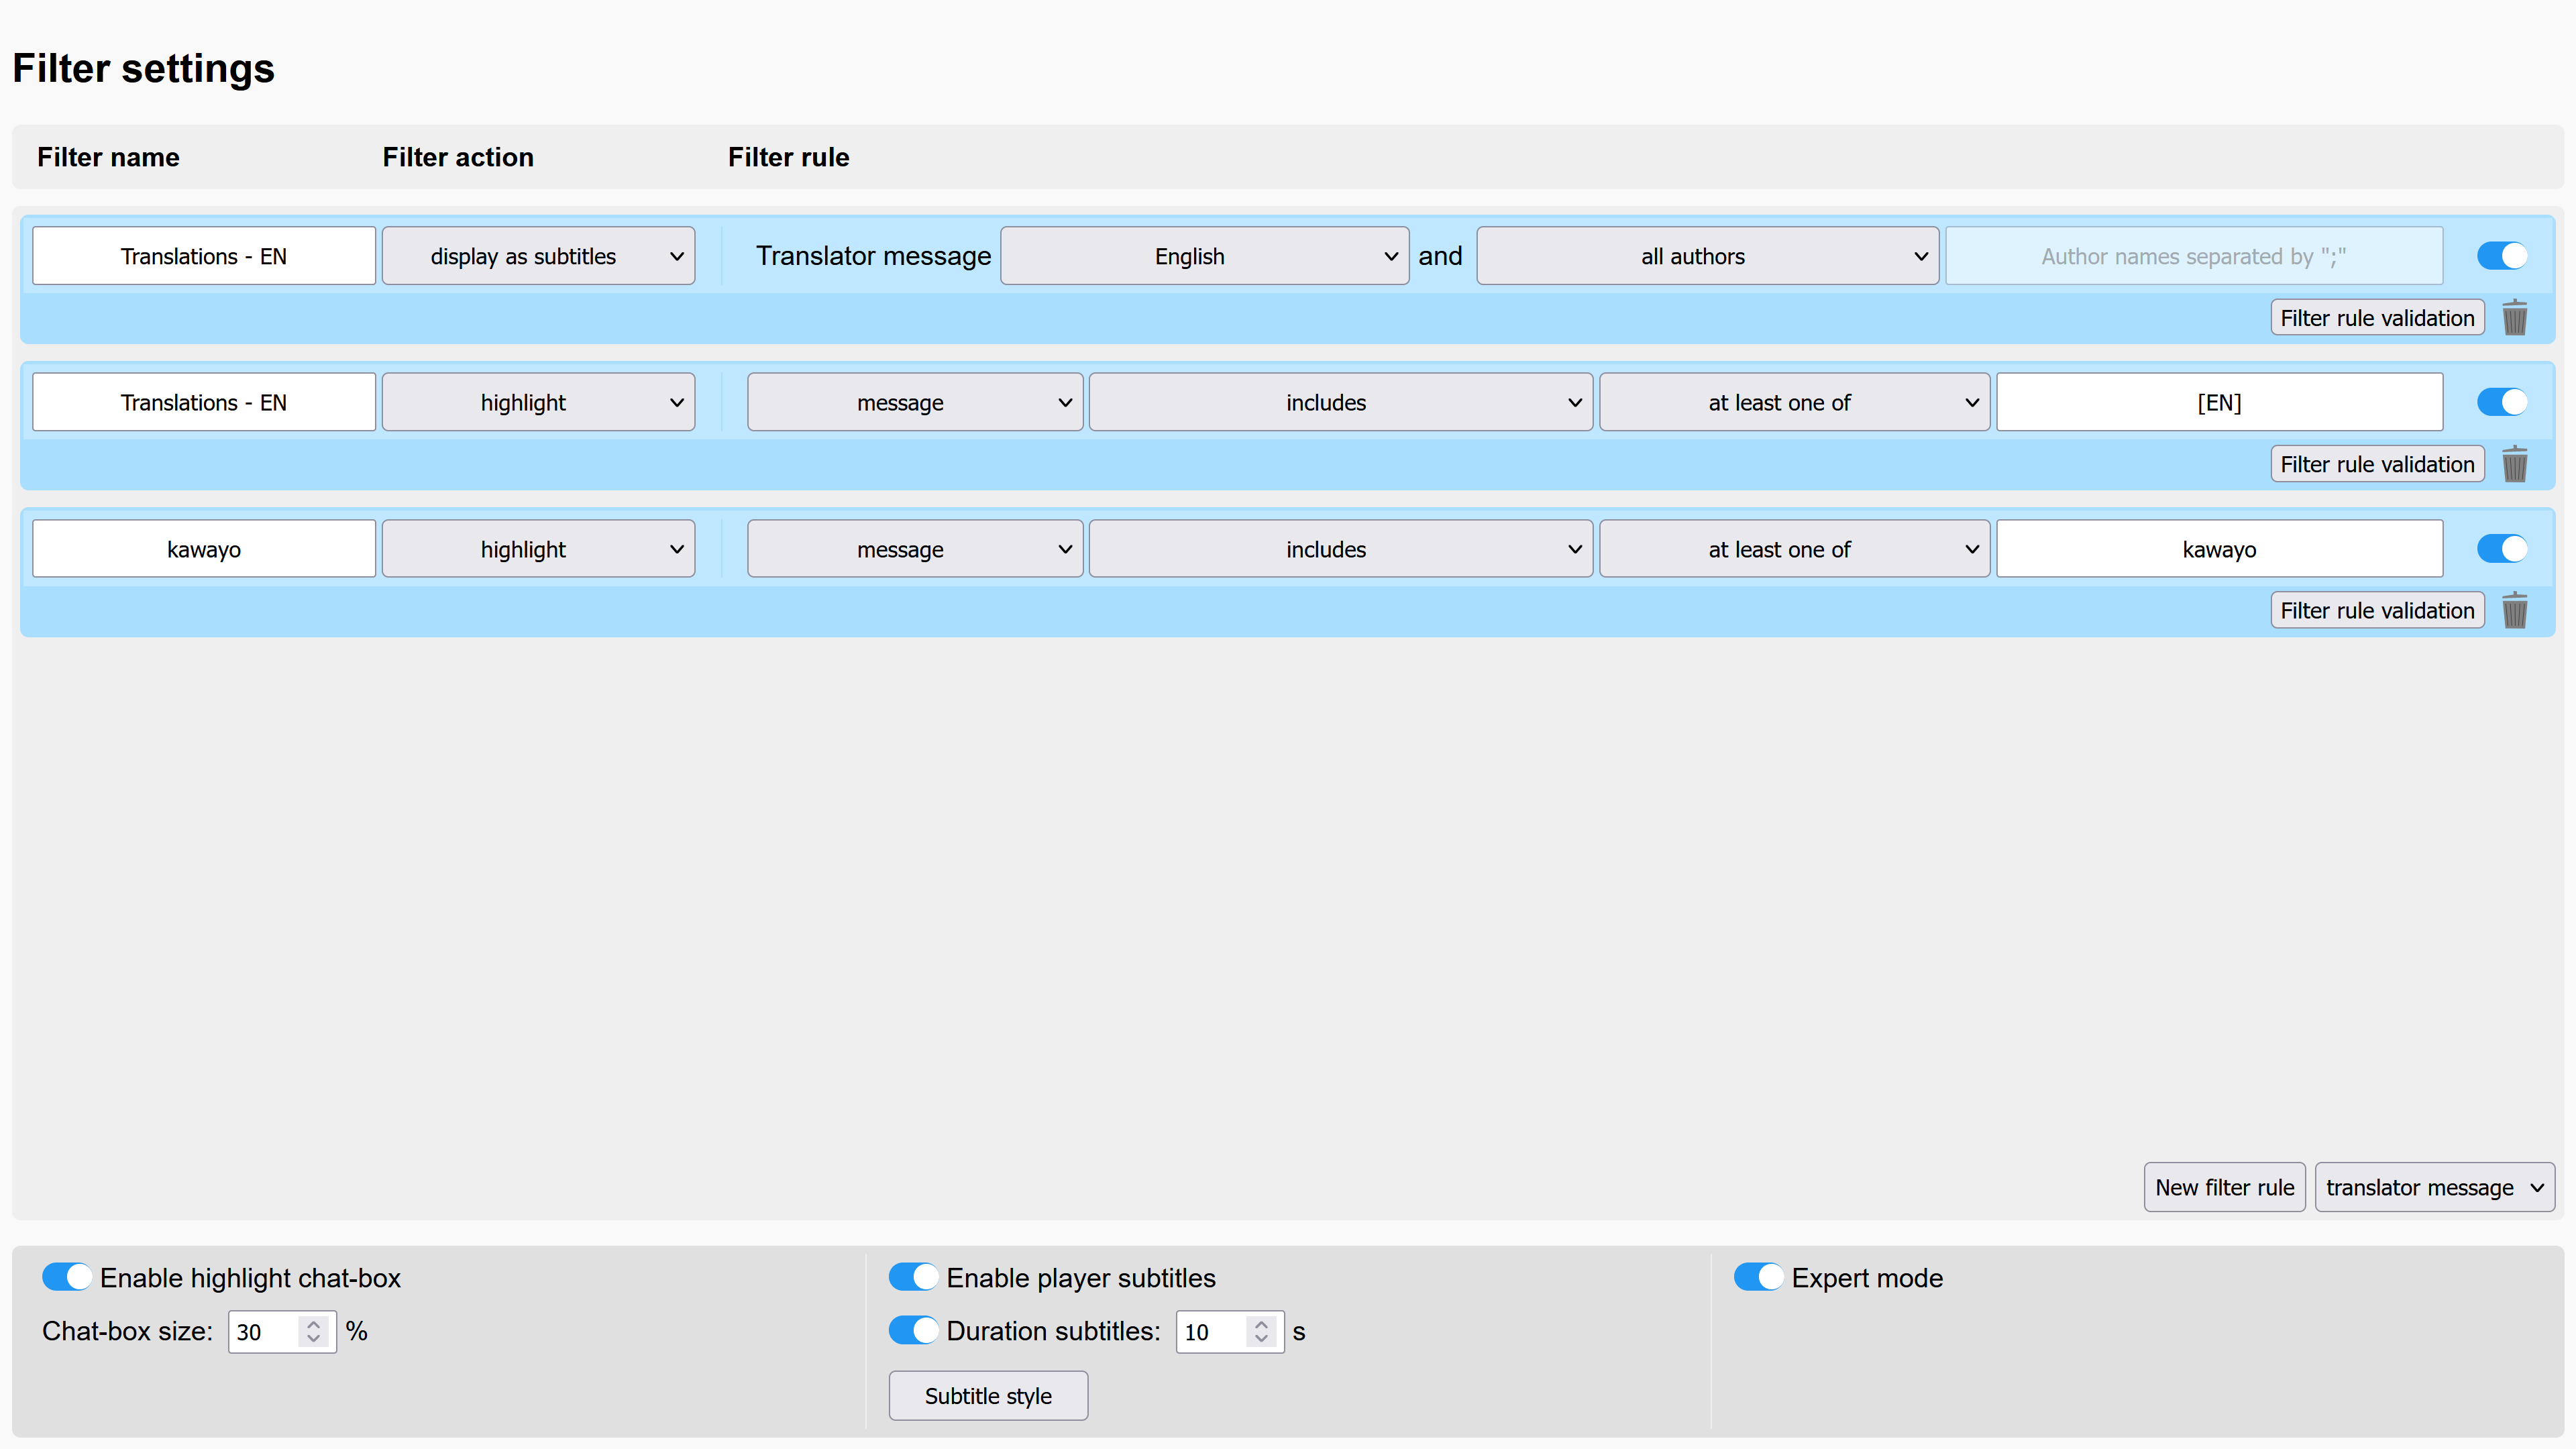 Filter settings
Filter name Filter action Filter rule
Translations - EN display as subtitles Translator message English and all authors Author names separated by ";"
Filter rule validation
Translations - EN highlight message includes at least one of [EN]
Filter rule validation
kawayo highlight message includes at least one of kawayo
Filter rule validation
New filter rule translator message
Enable highlight chat-box Enable player subtitles Expert mode
Chat-box size: 30 % Duration subtitles: 10 s
Subtitle style